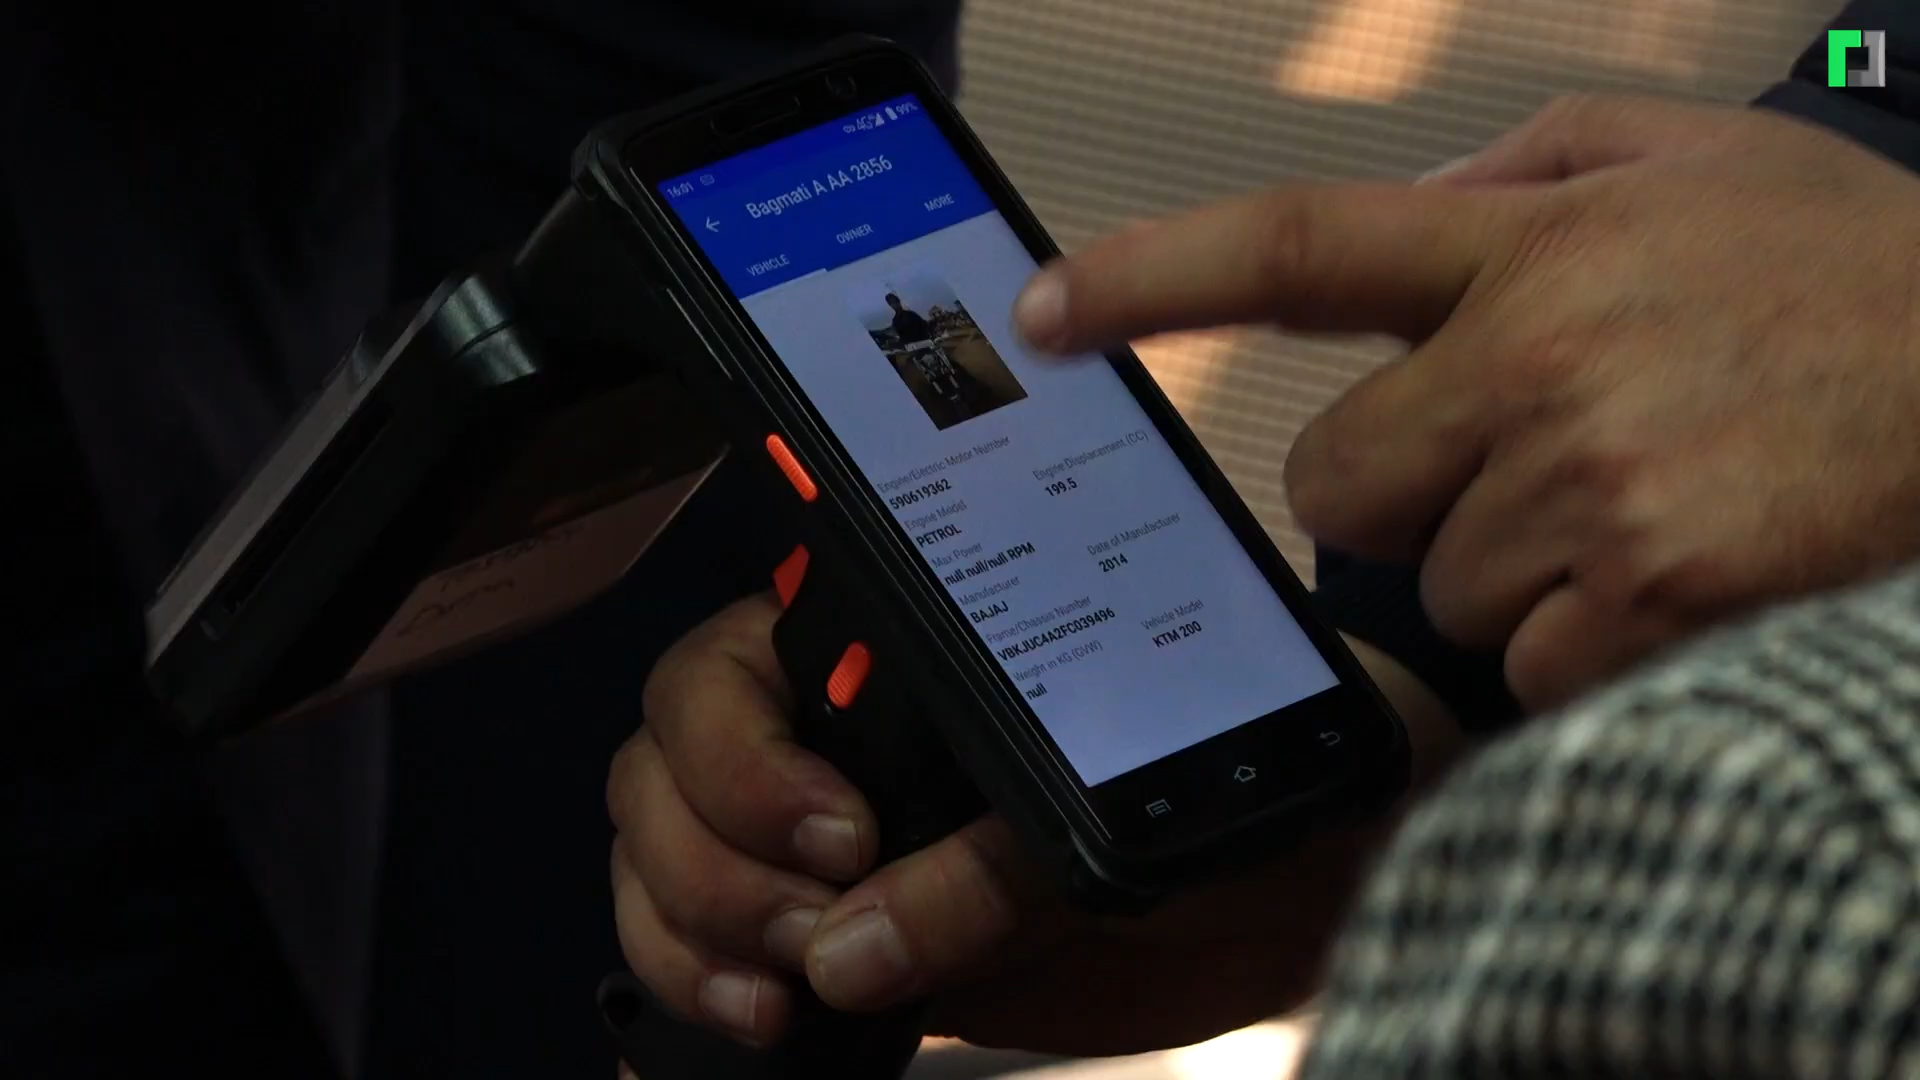 16:01 4G 99%
Bagmati A AA 2856
VEHICLE OWNER MORE
Engine/Electric Motor Number Engine Displacement (CC)
590619362 199.5
Engine Model
PETROL
Max Power Date of Manufacturer
null null/null RPM 2014
Manufacturer
BAJAJ
Frame/Chassis Number Vehicle Model
VBKJUC4A2FC039496 KTM 200
Weight in KG (GVW)
null